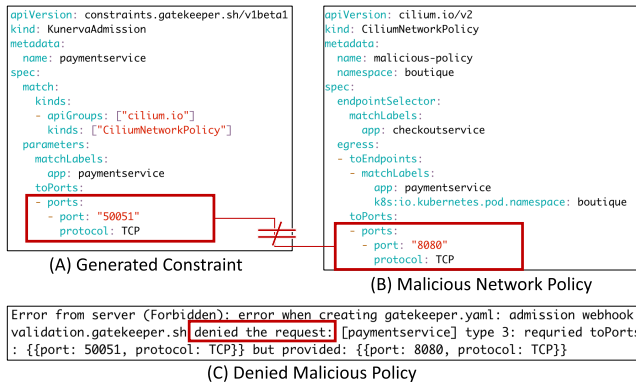 apiVersion: constraints.gatekeeper.sh/v1beta1
kind: KunervaAdmission
metadata:
  name: paymentservice
spec:
  match:
    kinds:
    - apiGroups: ["cilium.io"]
      kinds: ["CiliumNetworkPolicy"]
  parameters:
    matchLabels:
      app: paymentservice
    toPorts:
    - ports:
      - port: "50051"
        protocol: TCP
(A) Generated Constraint
apiVersion: cilium.io/v2
kind: CiliumNetworkPolicy
metadata:
  name: malicious-policy
  namespace: boutique
spec:
  endpointSelector:
    matchLabels:
      app: checkoutservice
  egress:
  - toEndpoints:
    - matchLabels:
        app: paymentservice
        k8s:io.kubernetes.pod.namespace: boutique
    toPorts:
    - ports:
      - port: "8080"
        protocol: TCP
(B) Malicious Network Policy
Error from server (Forbidden): error when creating gatekeeper.yaml: admission webhook
validation.gatekeeper.sh denied the request: [paymentservice] type 3: requried toPorts
: {{port: 50051, protocol: TCP}} but provided: {{port: 8080, protocol: TCP}}
(C) Denied Malicious Policy